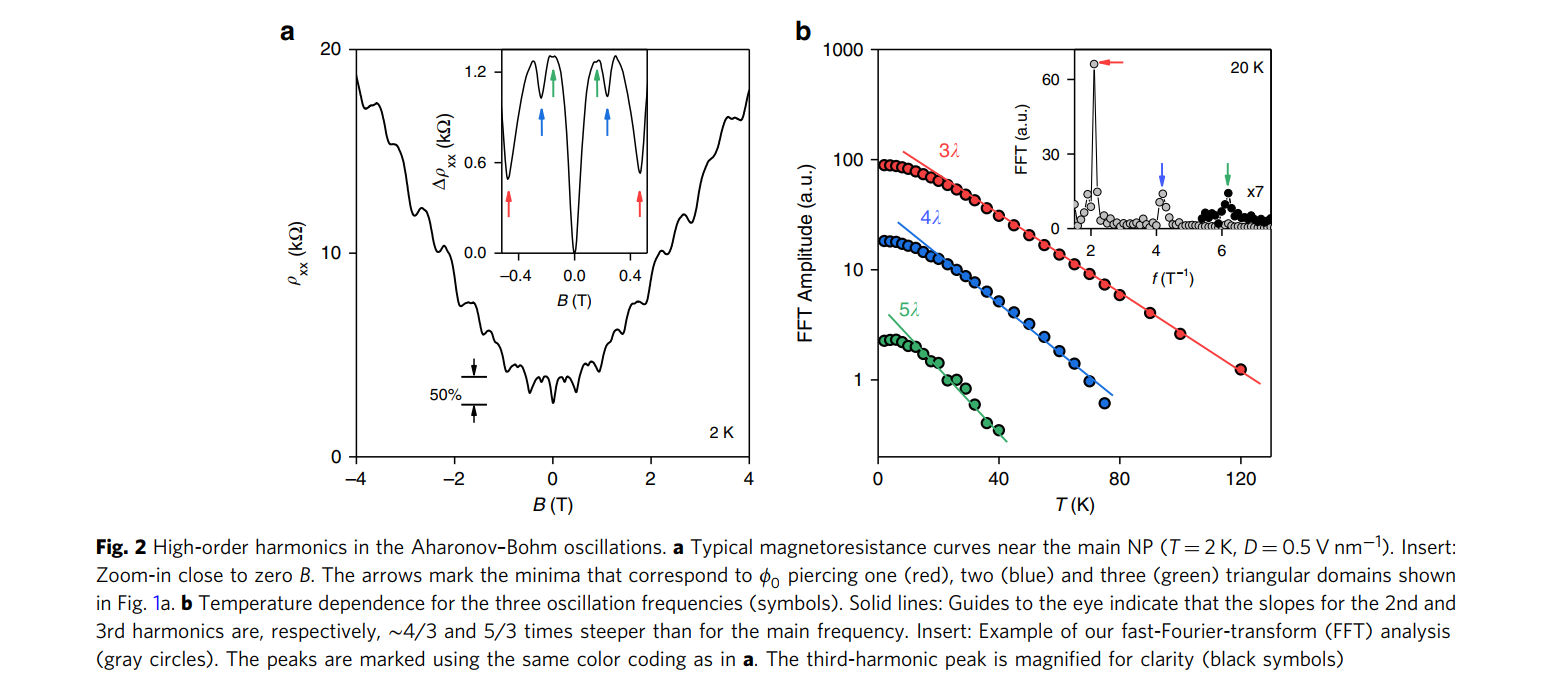 a
20
10
0
ρxx (kΩ)
−4
−2
0
2
4
B (T)
50%
2 K
1.2
0.6
0.0
Δρxx (kΩ)
−0.4
0.0
0.4
B (T)
b
1000
100
10
1
FFT Amplitude (a.u.)
0
40
80
120
T (K)
3λ
4λ
5λ
60
30
0
FFT (a.u.)
2
4
6
f (T−1)
20 K
x7
Fig. 2 High-order harmonics in the Aharonov–Bohm oscillations. a Typical magnetoresistance curves near the main NP (T = 2 K, D = 0.5 V nm−1). Insert:
Zoom-in close to zero B. The arrows mark the minima that correspond to ϕ0 piercing one (red), two (blue) and three (green) triangular domains shown
in Fig. 1a. b Temperature dependence for the three oscillation frequencies (symbols). Solid lines: Guides to the eye indicate that the slopes for the 2nd and
3rd harmonics are, respectively, ~4/3 and 5/3 times steeper than for the main frequency. Insert: Example of our fast-Fourier-transform (FFT) analysis
(gray circles). The peaks are marked using the same color coding as in a. The third-harmonic peak is magnified for clarity (black symbols)